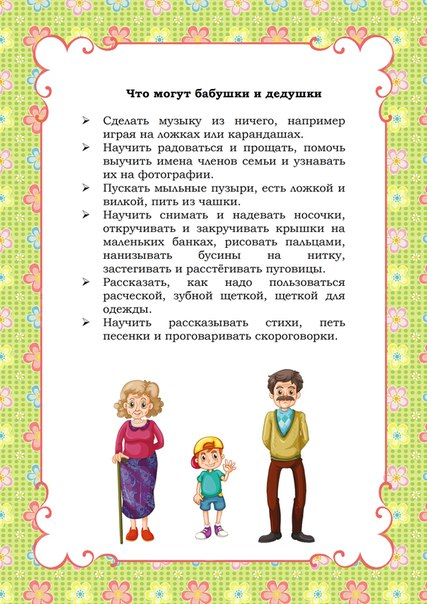 Что могут бабушки и дедушки
➢ Сделать музыку из ничего, например
играя на ложках или карандашах.
➢ Научить радоваться и прощать, помочь
выучить имена членов семьи и узнавать
их на фотографии.
➢ Пускать мыльные пузыри, есть ложкой и
вилкой, пить из чашки.
➢ Научить снимать и надевать носочки,
откручивать и закручивать крышки на
маленьких банках, рисовать пальцами,
нанизывать бусины на нитку,
застегивать и расстёгивать пуговицы.
➢ Рассказать, как надо пользоваться
расческой, зубной щеткой, щеткой для
одежды.
➢ Научить рассказывать стихи, петь
песенки и проговаривать скороговорки.